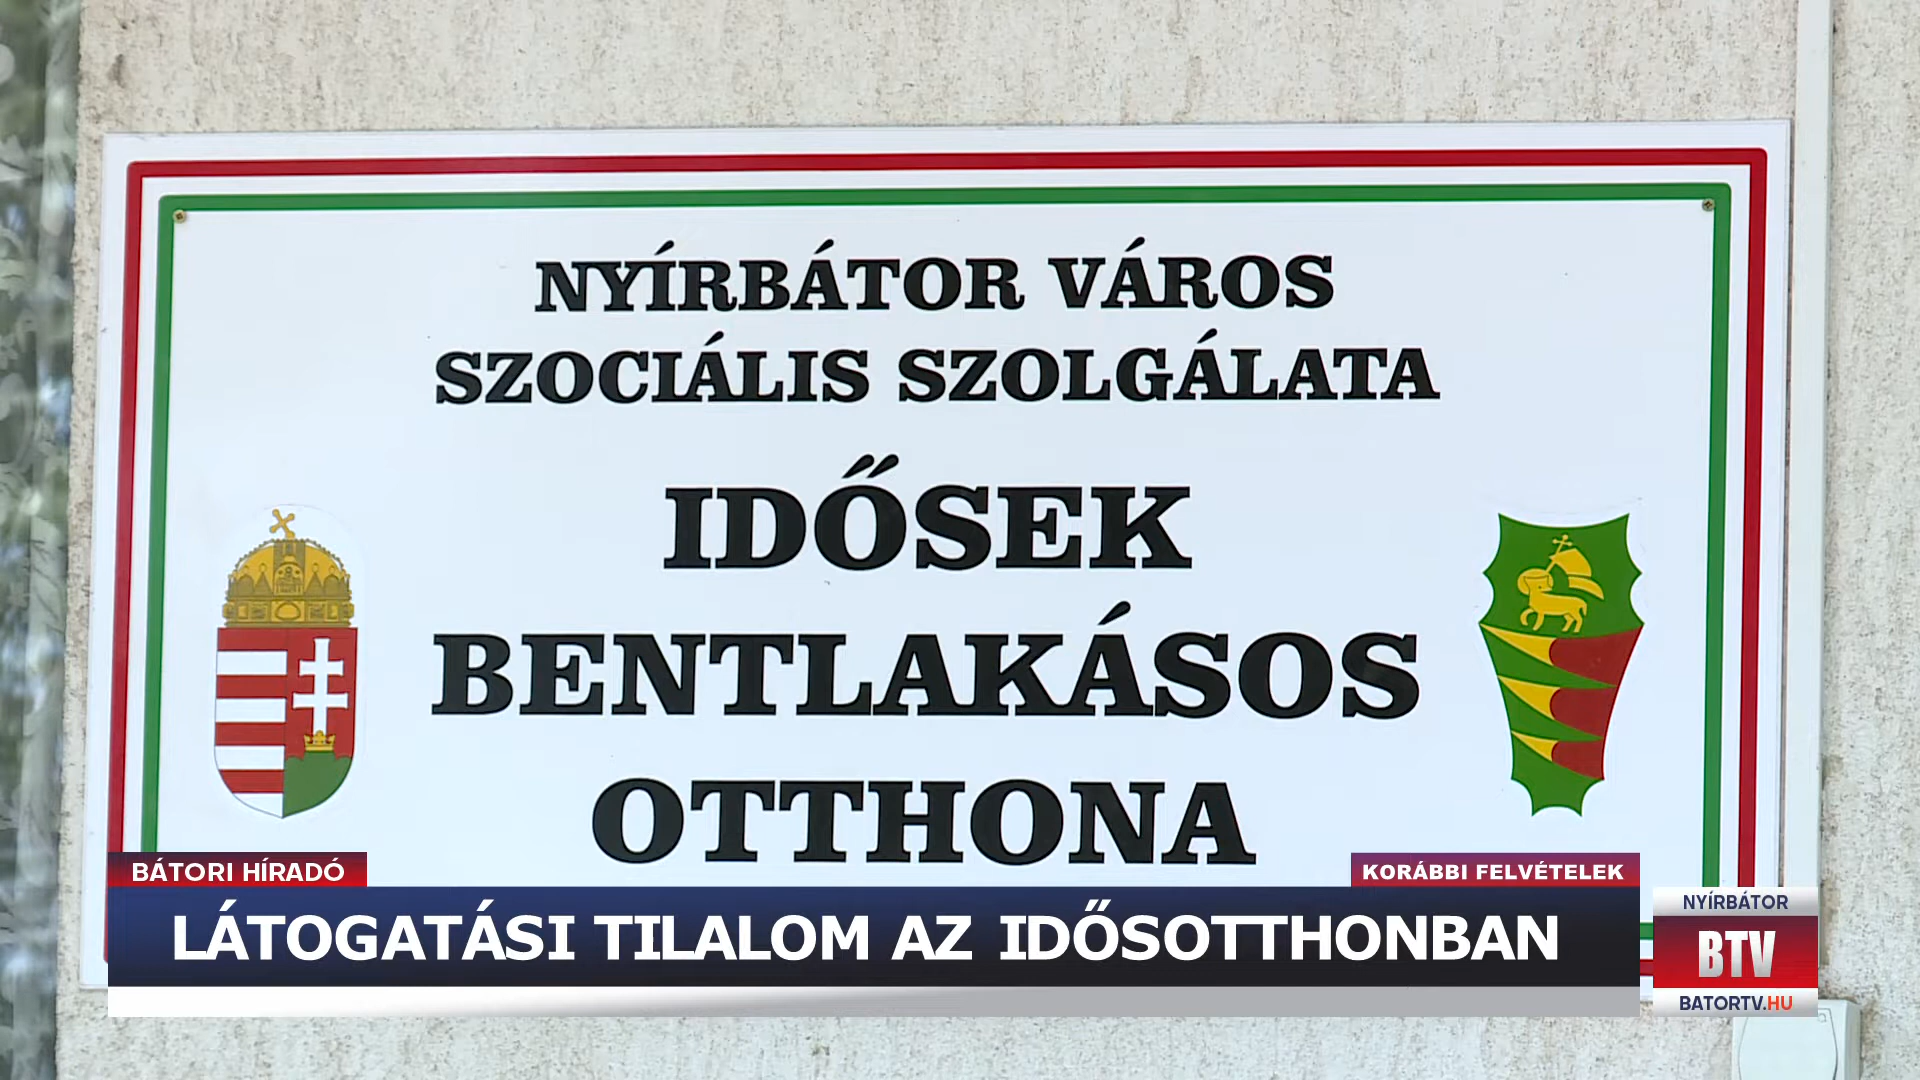 NYÍRBÁTOR VÁROS
SZOCIÁLIS SZOLGÁLATA
IDŐSEK
BENTLAKÁSOS
OTTHONA
BÁTORI HÍRADÓ
KORÁBBI FELVÉTELEK
LÁTOGATÁSI TILALOM AZ IDŐSOTTHONBAN
NYÍRBÁTOR
BTV
BATORTV.HU